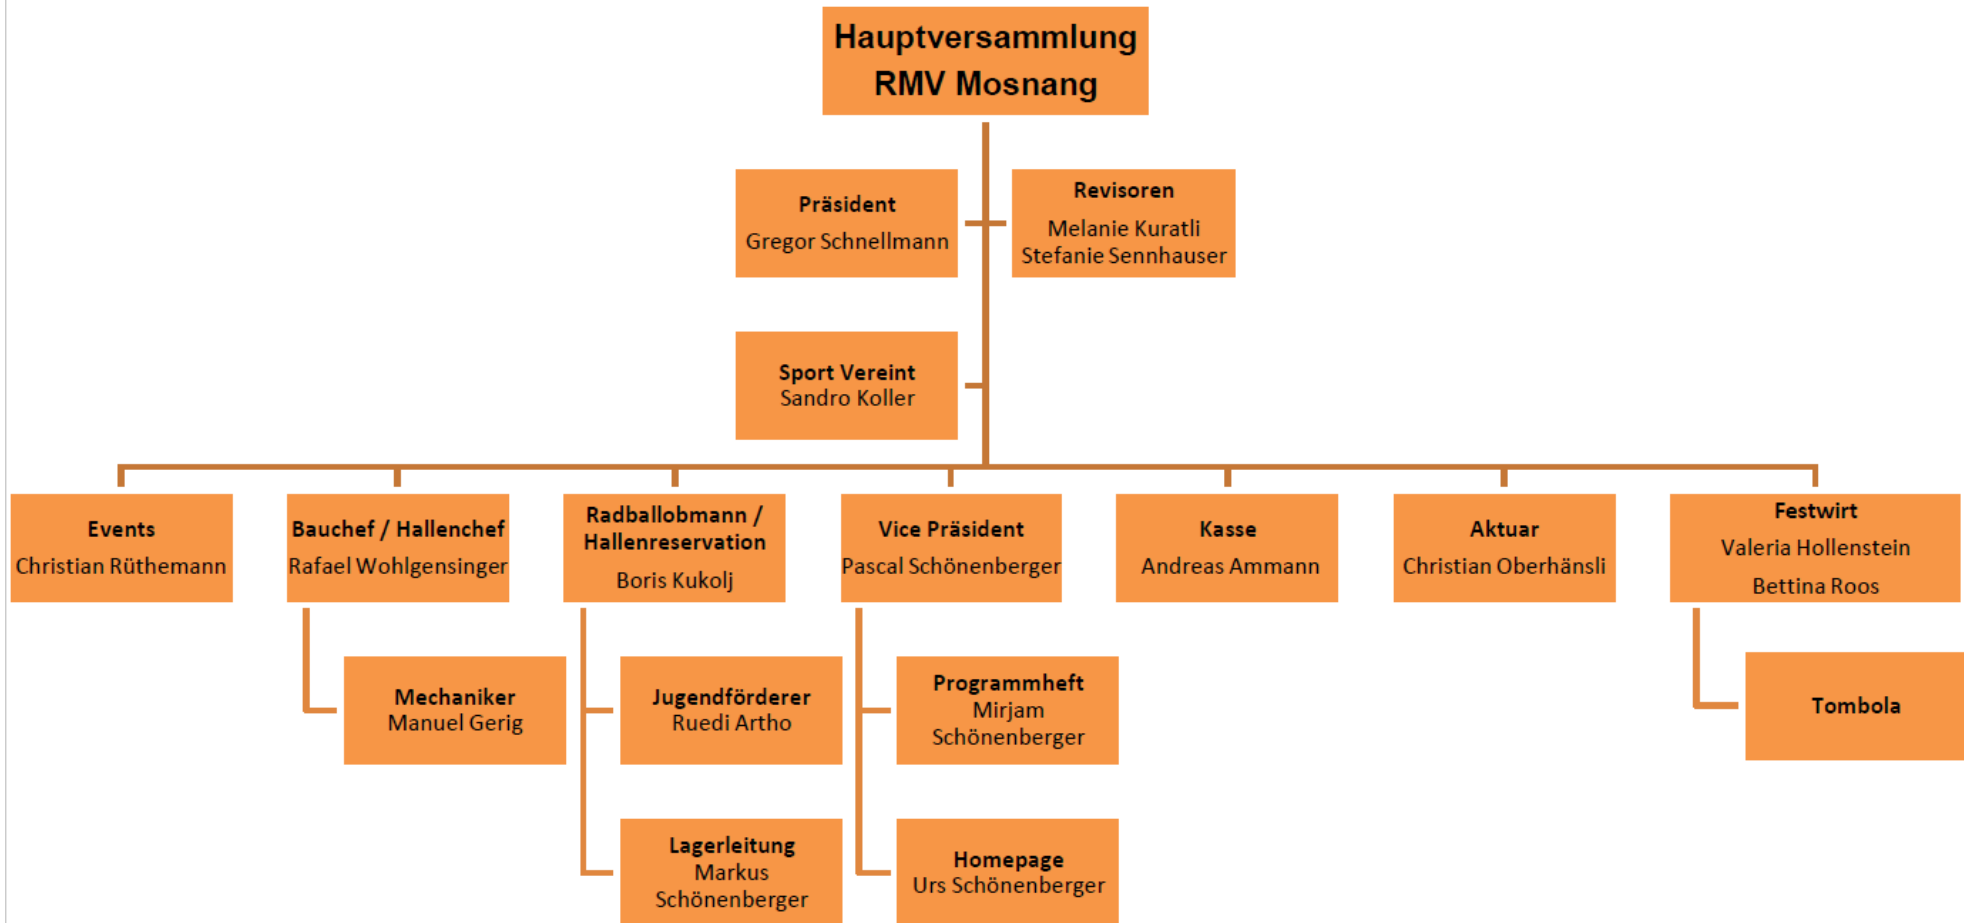 Hauptversammlung
RMV Mosnang
Präsident
Gregor Schnellmann
Revisoren
Melanie Kuratli
Stefanie Sennhauser
Sport Vereint
Sandro Koller
Events
Christian Rüthemann
Bauchef / Hallenchef
Rafael Wohlgensinger
Radballobmann /
Hallenreservation
Boris Kukolj
Vice Präsident
Pascal Schönenberger
Kasse
Andreas Ammann
Aktuar
Christian Oberhänsli
Festwirt
Valeria Hollenstein
Bettina Roos
Mechaniker
Manuel Gerig
Jugendförderer
Ruedi Artho
Programmheft
Mirjam
Schönenberger
Tombola
Lagerleitung
Markus
Schönenberger
Homepage
Urs Schönenberger